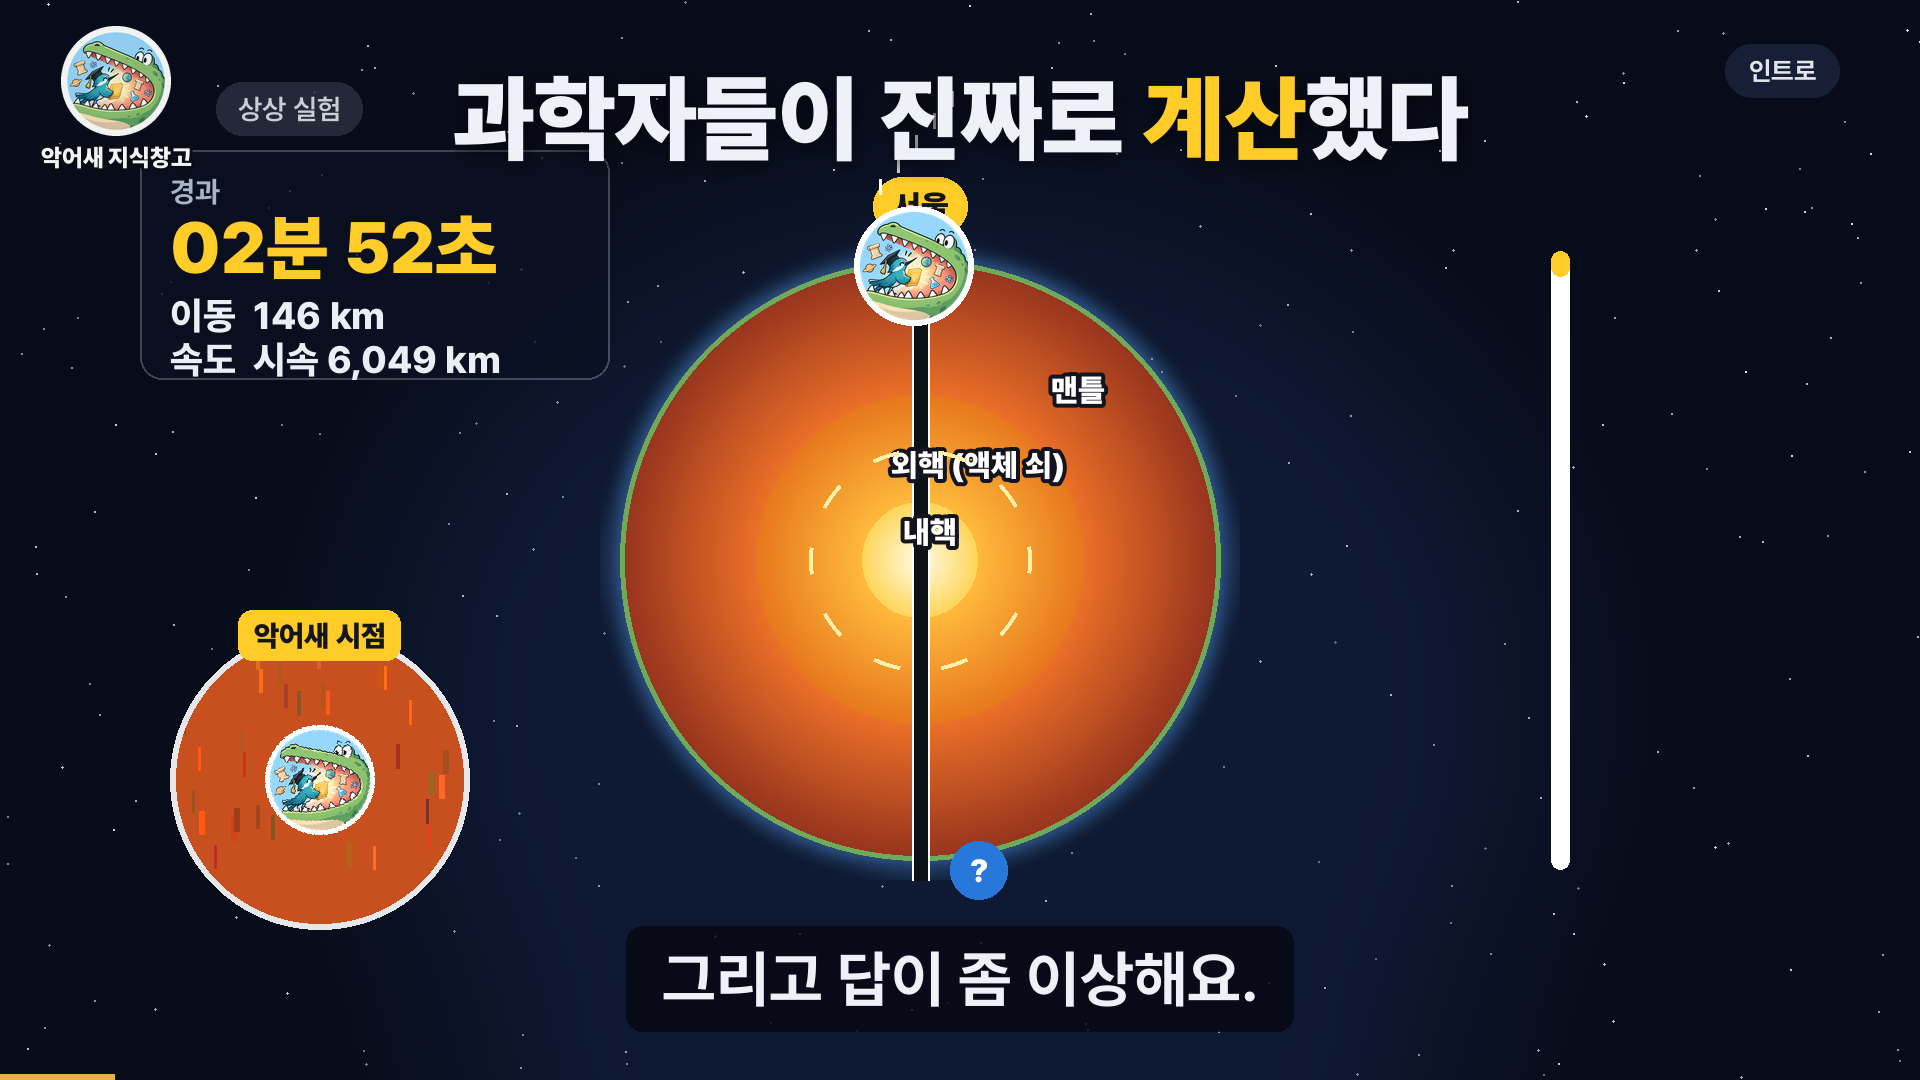 악어새 지식창고
상상 실험
과학자들이 진짜로 계산했다
인트로
경과
02분 52초
이동 146 km
속도 시속 6,049 km
서울
맨틀
외핵 (액체 쇠)
내핵
악어새 시점
?
그리고 답이 좀 이상해요.